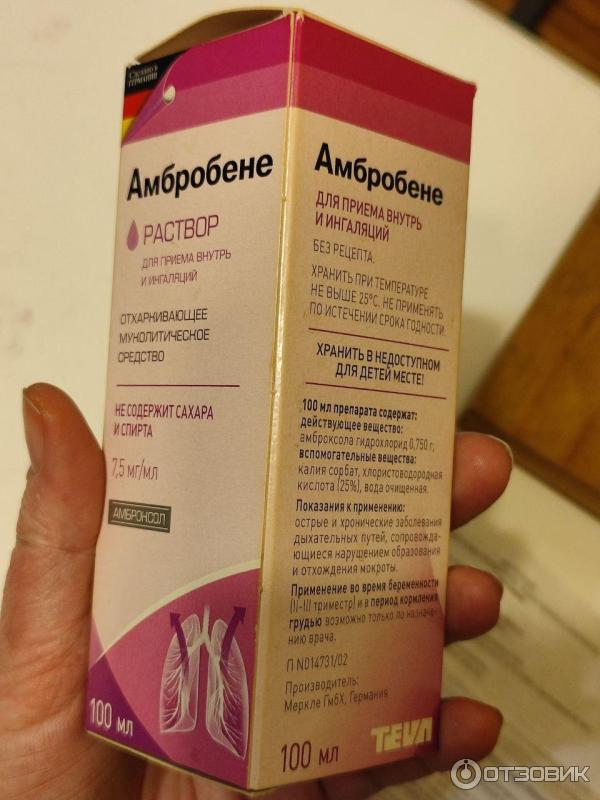 Сделано в
ГЕРМАНИИ
Амбробене
РАСТВОР
ДЛЯ ПРИЕМА ВНУТРЬ
И ИНГАЛЯЦИЙ
ОТХАРКИВАЮЩЕЕ
МУКОЛИТИЧЕСКОЕ
СРЕДСТВО
НЕ СОДЕРЖИТ САХАРА
И СПИРТА
7,5 мг/мл
АМБРОКСОЛ
100 мл
Амбробене
ДЛЯ ПРИЕМА ВНУТРЬ
И ИНГАЛЯЦИЙ
БЕЗ РЕЦЕПТА.
ХРАНИТЬ ПРИ ТЕМПЕРАТУРЕ
НЕ ВЫШЕ 25°С. НЕ ПРИМЕНЯТЬ
ПО ИСТЕЧЕНИИ СРОКА ГОДНОСТИ.
ХРАНИТЬ В НЕДОСТУПНОМ
ДЛЯ ДЕТЕЙ МЕСТЕ!
100 мл препарата содержат:
действующее вещество:
амброксола гидрохлорид 0,750 г;
вспомогательные вещества:
калия сорбат, хлористоводородная
кислота (25%), вода очищенная.
Показания к применению:
острые и хронические заболевания
дыхательных путей, сопровожда-
ющиеся нарушением образования
и отхождения мокроты.
Применение во время беременности
(II-III триместр) и в период кормления
грудью возможно только по назначе-
нию врача.
П N014731/02
Производитель:
Меркле ГмбХ, Германия
100 мл
TEVA
ОТЗОВИК